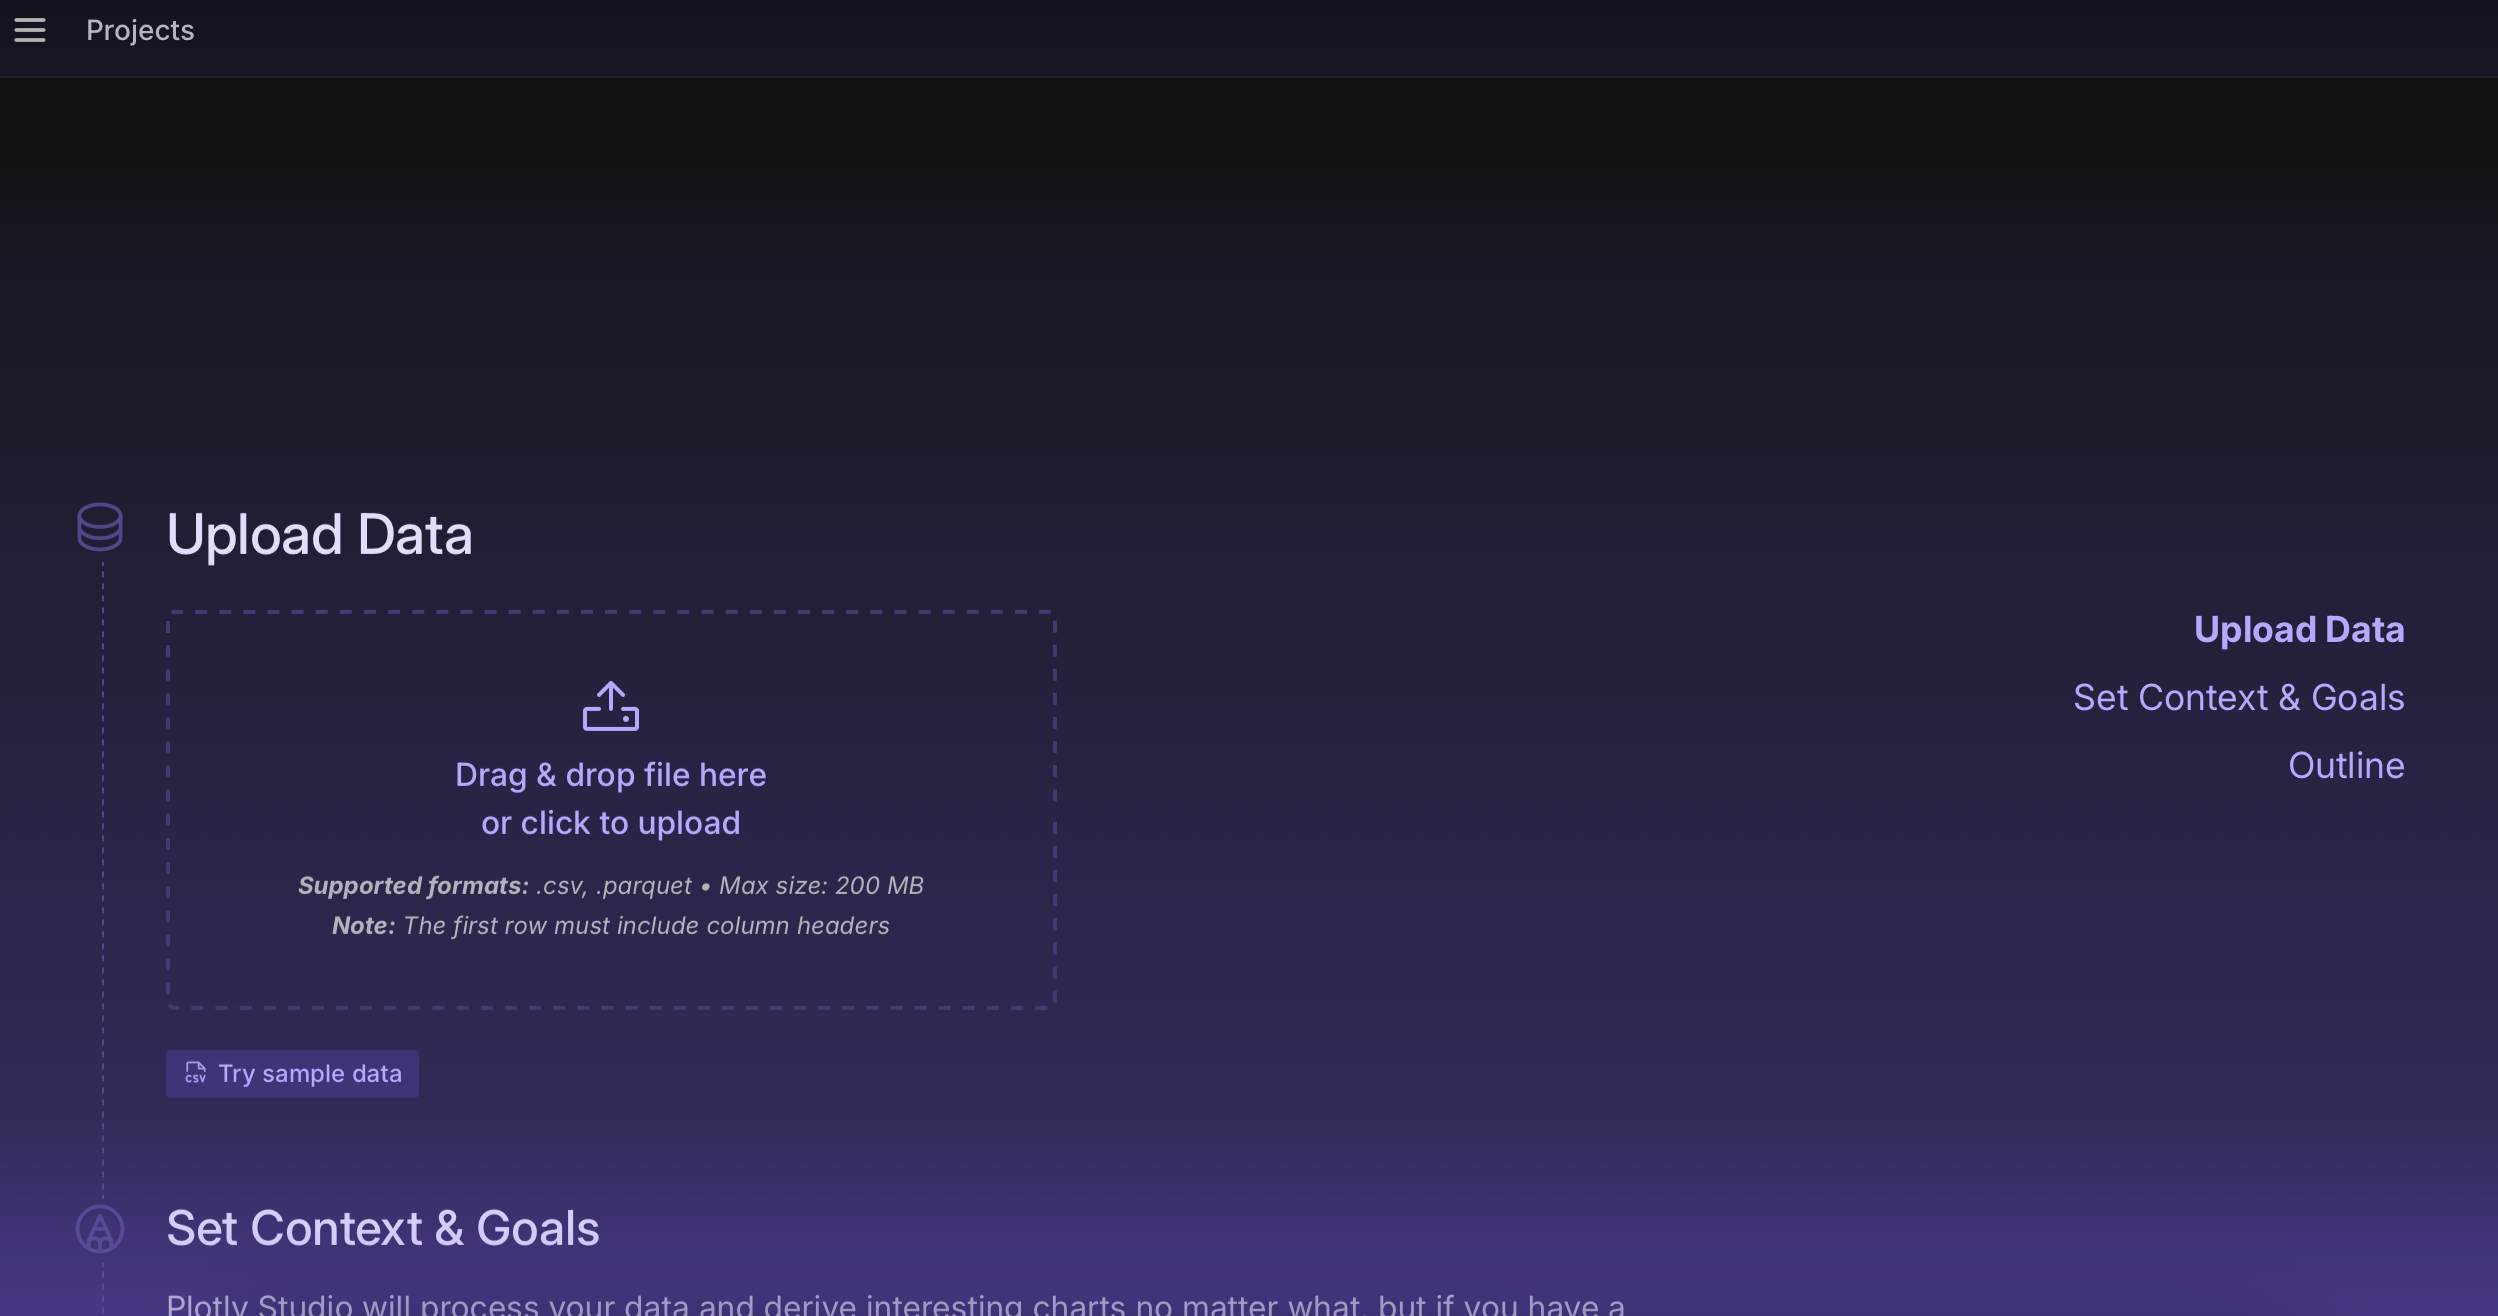 Projects
Upload Data
Drag & drop file here
or click to upload
Supported formats: .csv, .parquet • Max size: 200 MB
Note: The first row must include column headers
CSV Try sample data
Upload Data
Set Context & Goals
Outline
Set Context & Goals
Plotly Studio will process your data and derive interesting charts no matter what, but if you have a